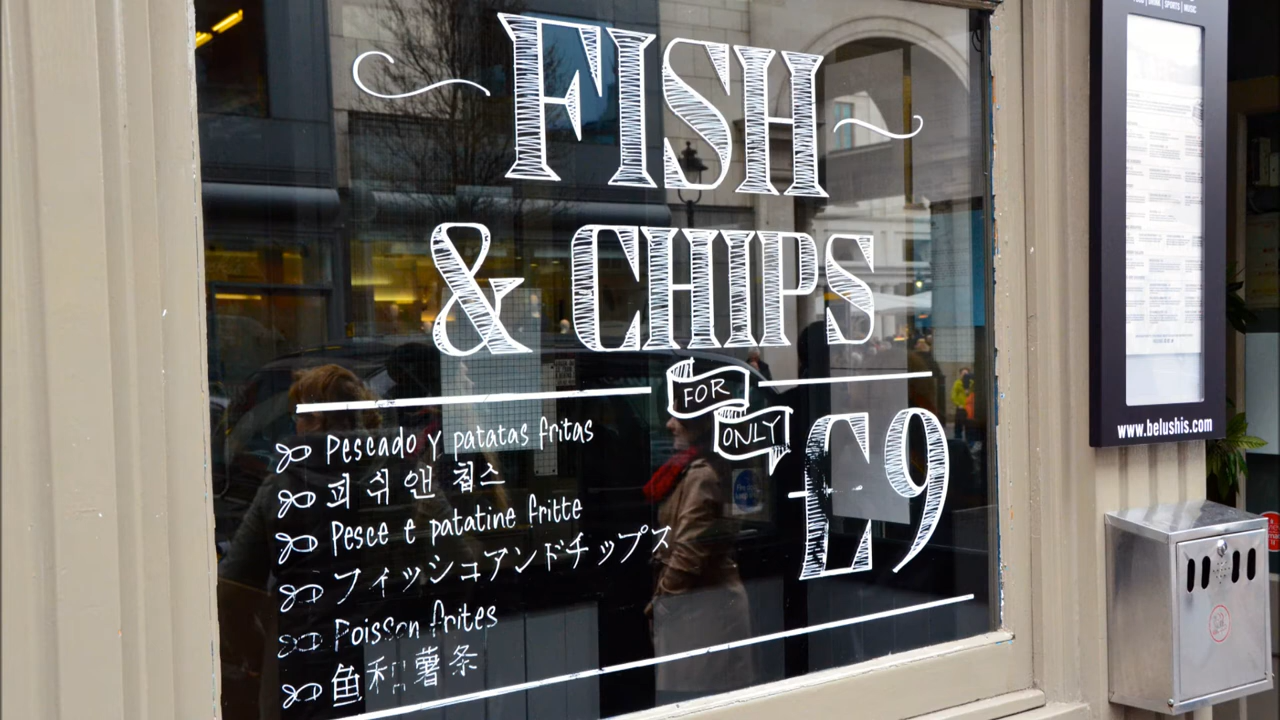 FISH
& CHIPS
FOR
ONLY
£9
Pescado y patatas fritas
피쉬앤 칩스
Pesce e patatine fritte
フィッシュアンドチップス
Poisson frites
鱼和薯条
www.belushis.com